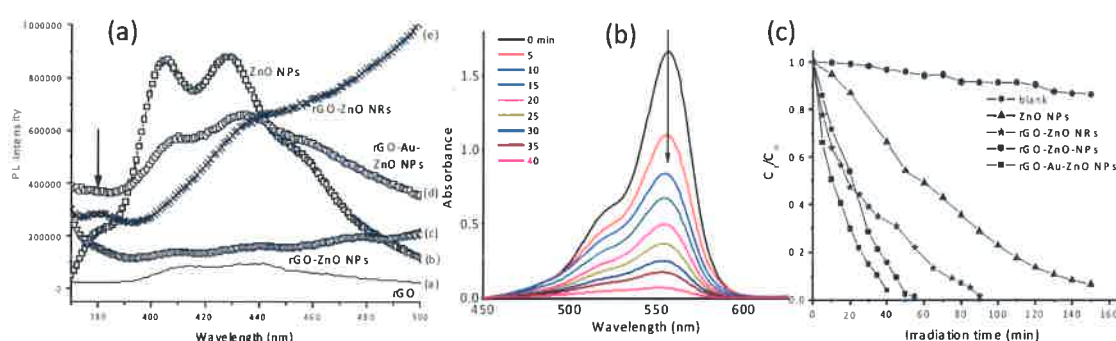 (a)
PL Intensity
1000000
800000
600000
400000
200000
380
400
420
440
460
480
500
Wavelength (nm)
ZnO NPs
rGO-ZnO NRs
rGO-Au-
ZnO NPs
rGO-ZnO NPs
rGO
(e)
(d)
(c)
(b)
(a)
(b)
Absorbance
1.5
1.0
0.5
0.0
450
500
550
600
Wavelength (nm)
0 min
5
10
15
20
25
30
35
40
(c)
1.0
0.8
0.6
0.4
0.2
0.0
0
20
40
60
80
100
120
140
160
Irradiation time (min)
blank
ZnO NPs
rGO-ZnO NRs
rGO-ZnO-NPs
rGO-Au-ZnO NPs